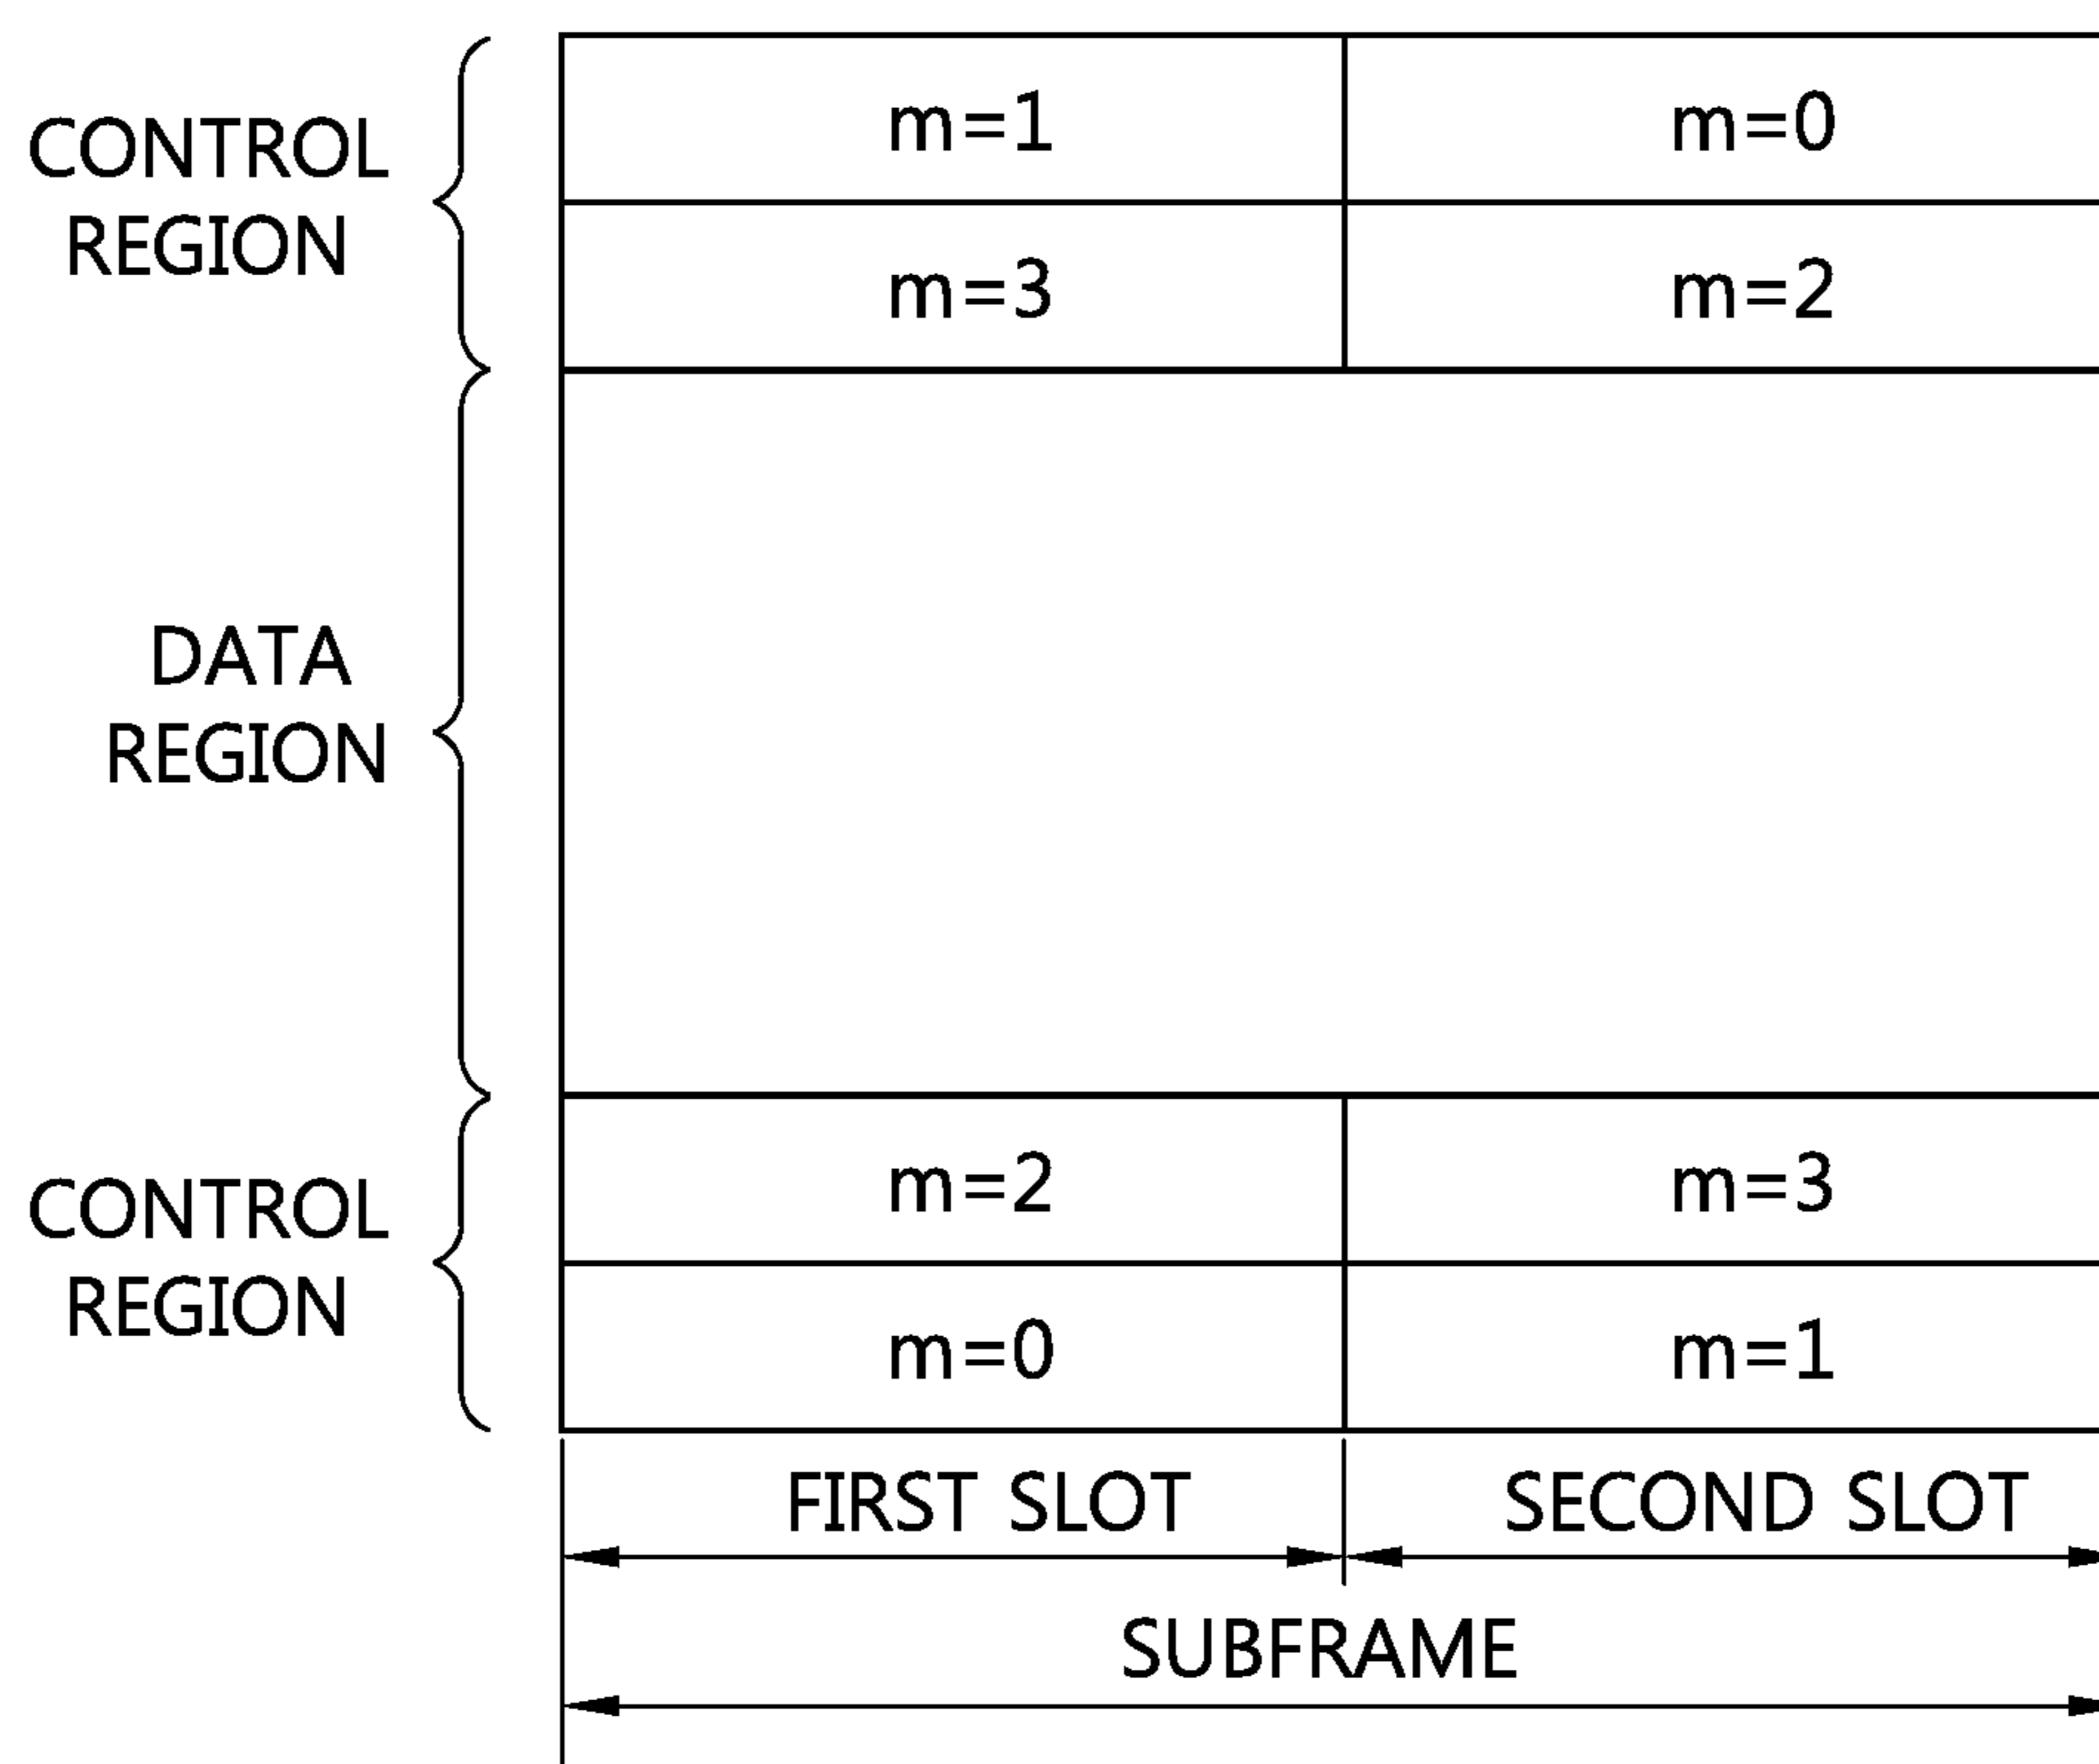 CONTROL
REGION
m=1
m=0
m=3
m=2
DATA
REGION
CONTROL
REGION
m=2
m=3
m=0
m=1
FIRST SLOT
SECOND SLOT
SUBFRAME